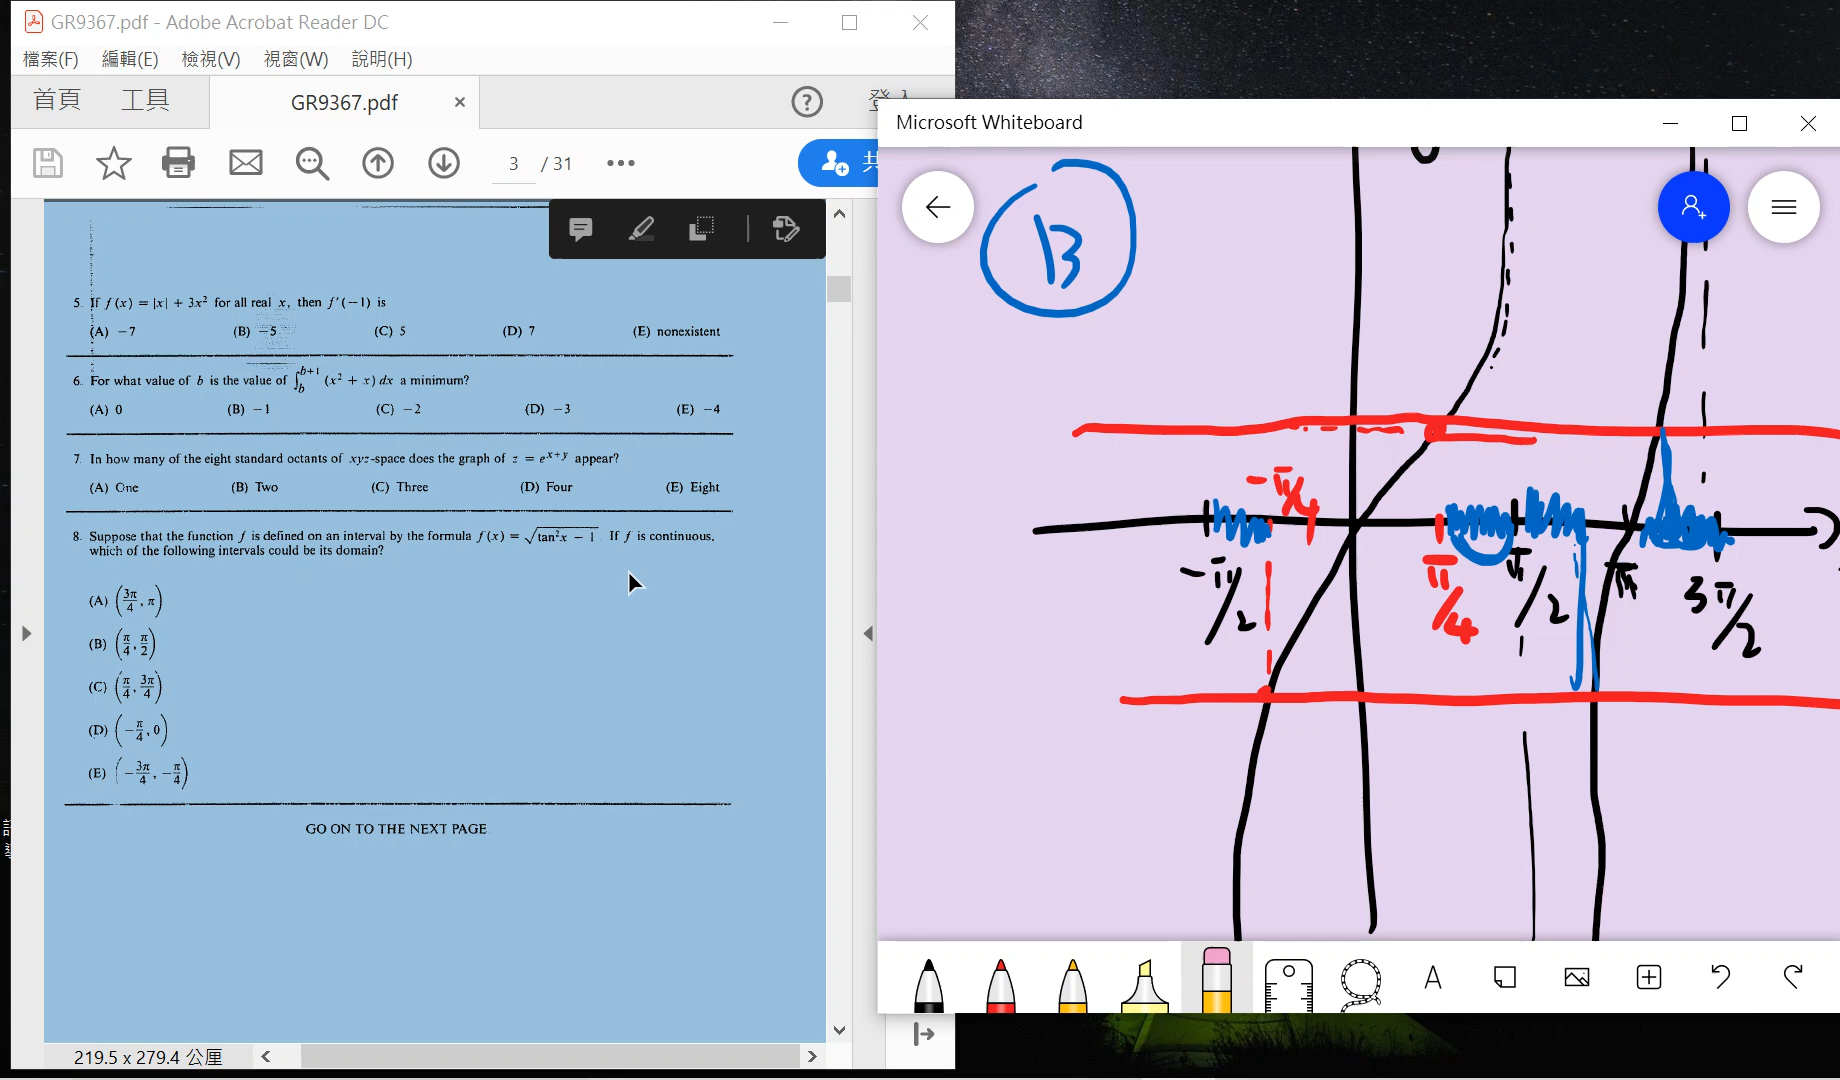 GR9367.pdf - Adobe Acrobat Reader DC
檔案(F) 編輯(E) 檢視(V) 視窗(W) 說明(H)
首頁 工具 GR9367.pdf × ?
3 / 31
5. If f(x) = |x| + 3x² for all real x, then f′(−1) is
(A) −7 (B) −5 (C) 5 (D) 7 (E) nonexistent
6. For what value of b is the value of ∫_b^{b+1} (x² + x) dx a minimum?
(A) 0 (B) −1 (C) −2 (D) −3 (E) −4
7. In how many of the eight standard octants of xyz-space does the graph of z = e^{x+y} appear?
(A) One (B) Two (C) Three (D) Four (E) Eight
8. Suppose that the function f is defined on an interval by the formula f(x) = √(tan²x − 1) If f is continuous,
which of the following intervals could be its domain?
(A) (3π/4, π)
(B) (π/4, π/2)
(C) (π/4, 3π/4)
(D) (−π/4, 0)
(E) (−3π/4, −π/4)
GO ON TO THE NEXT PAGE
219.5 x 279.4 公厘
Microsoft Whiteboard
B
−π/4
−π/2
π/4
π/2
π
3π/2
A